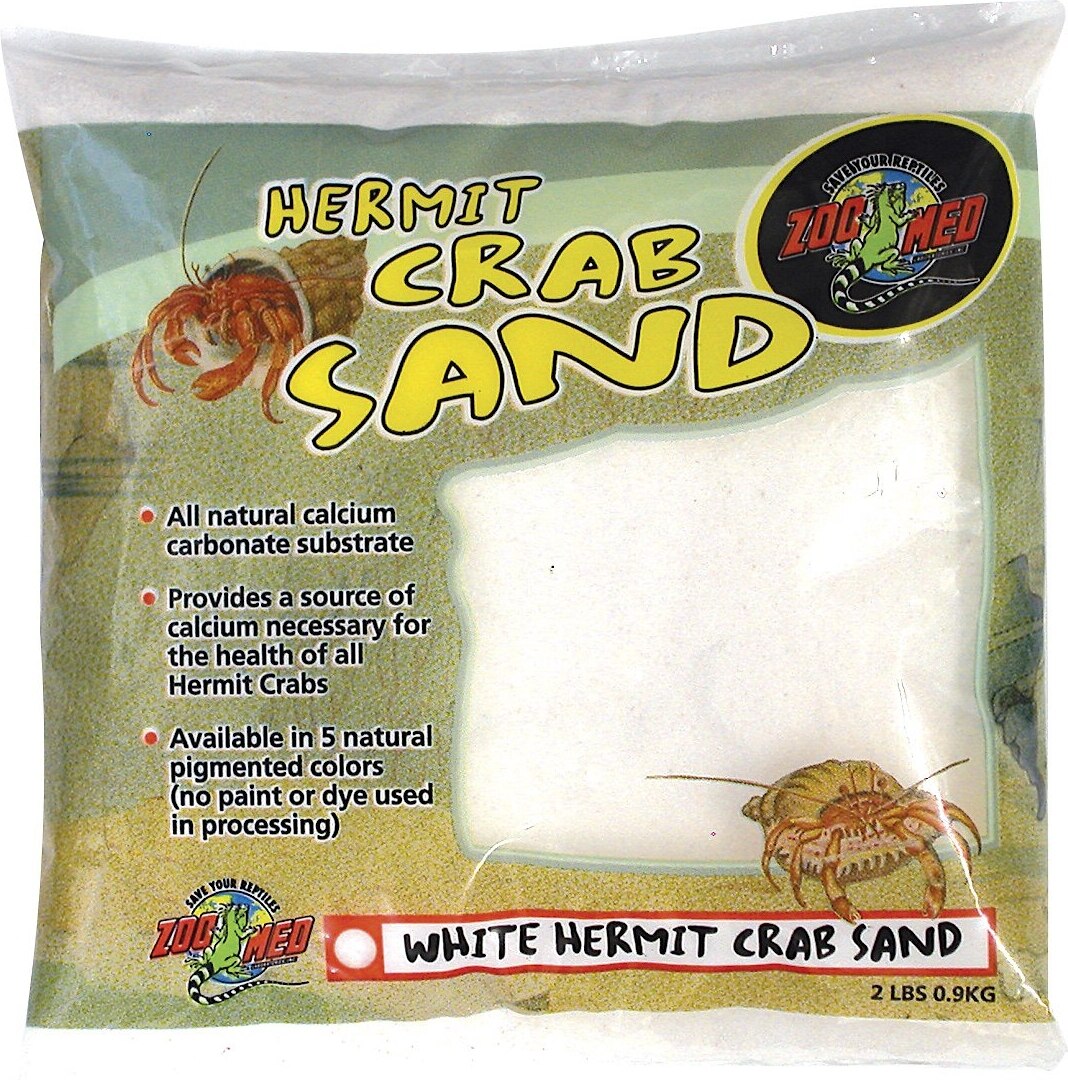 HERMIT
CRAB
SAND
SAVE YOUR REPTILES
ZOO MED
• All natural calcium
carbonate substrate
• Provides a source of
calcium necessary for
the health of all
Hermit Crabs
• Available in 5 natural
pigmented colors
(no paint or dye used
in processing)
SAVE YOUR REPTILES
ZOO MED
WHITE HERMIT CRAB SAND
2 LBS 0.9KG